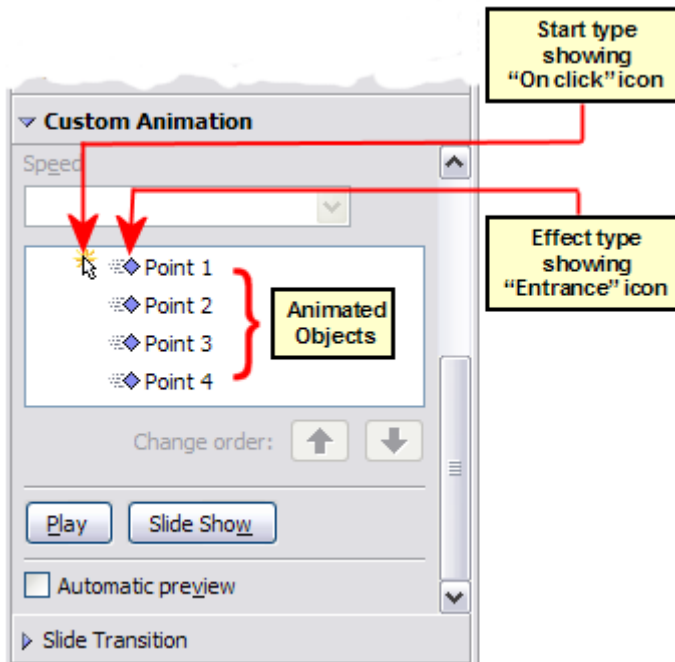 Start type
showing
“On click” icon
Custom Animation
Speed
Effect type
showing
“Entrance” icon
Point 1
Point 2
Point 3
Point 4
Animated
Objects
Change order:
Play
Slide Show
Automatic preview
Slide Transition